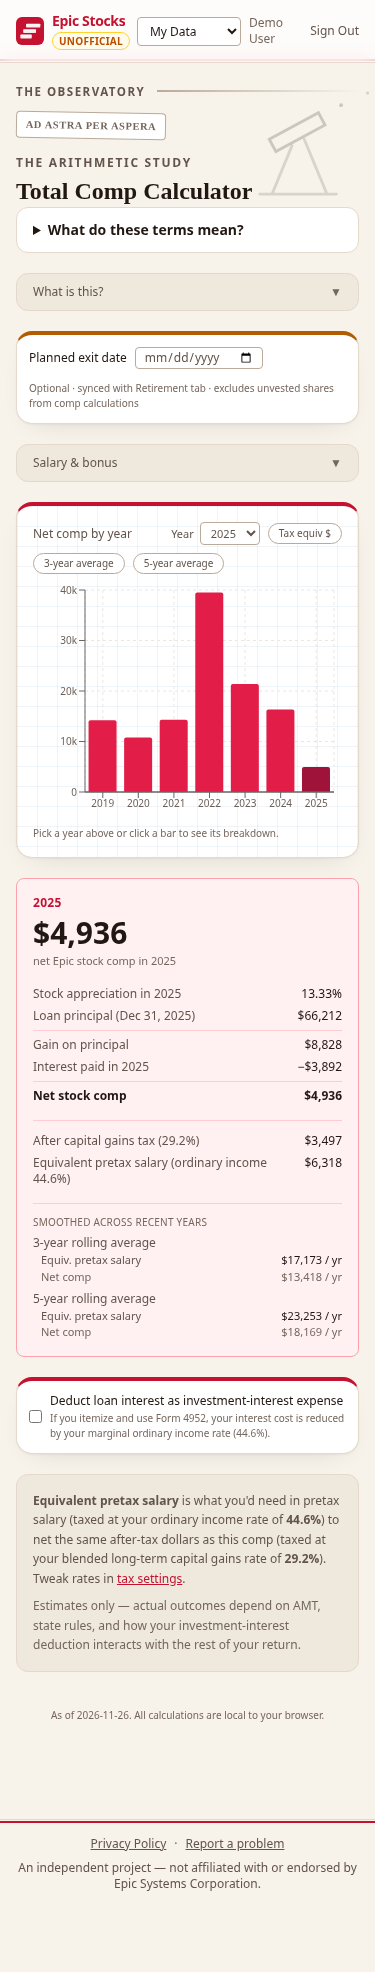 Epic Stocks
UNOFFICIAL
My Data
Demo User
Sign Out
THE OBSERVATORY
AD ASTRA PER ASPERA
THE ARITHMETIC STUDY
Total Comp Calculator
What do these terms mean?
What is this?
Planned exit date mm/dd/yyyy
Optional · synced with Retirement tab · excludes unvested shares
from comp calculations
Salary & bonus
Net comp by year
Year 2025
Tax equiv $
3-year average
5-year average
40k
30k
20k
10k
0
2019 2020 2021 2022 2023 2024 2025
Pick a year above or click a bar to see its breakdown.
2025
$4,936
net Epic stock comp in 2025
Stock appreciation in 2025 13.33%
Loan principal (Dec 31, 2025) $66,212
Gain on principal $8,828
Interest paid in 2025 −$3,892
Net stock comp $4,936
After capital gains tax (29.2%) $3,497
Equivalent pretax salary (ordinary income $6,318
44.6%)
SMOOTHED ACROSS RECENT YEARS
3-year rolling average
Equiv. pretax salary $17,173 / yr
Net comp $13,418 / yr
5-year rolling average
Equiv. pretax salary $23,253 / yr
Net comp $18,169 / yr
Deduct loan interest as investment-interest expense
If you itemize and use Form 4952, your interest cost is reduced
by your marginal ordinary income rate (44.6%).
Equivalent pretax salary is what you'd need in pretax
salary (taxed at your ordinary income rate of 44.6%) to
net the same after-tax dollars as this comp (taxed at
your blended long-term capital gains rate of 29.2%).
Tweak rates in tax settings.
Estimates only — actual outcomes depend on AMT,
state rules, and how your investment-interest
deduction interacts with the rest of your return.
As of 2026-11-26. All calculations are local to your browser.
Privacy Policy · Report a problem
An independent project — not affiliated with or endorsed by
Epic Systems Corporation.